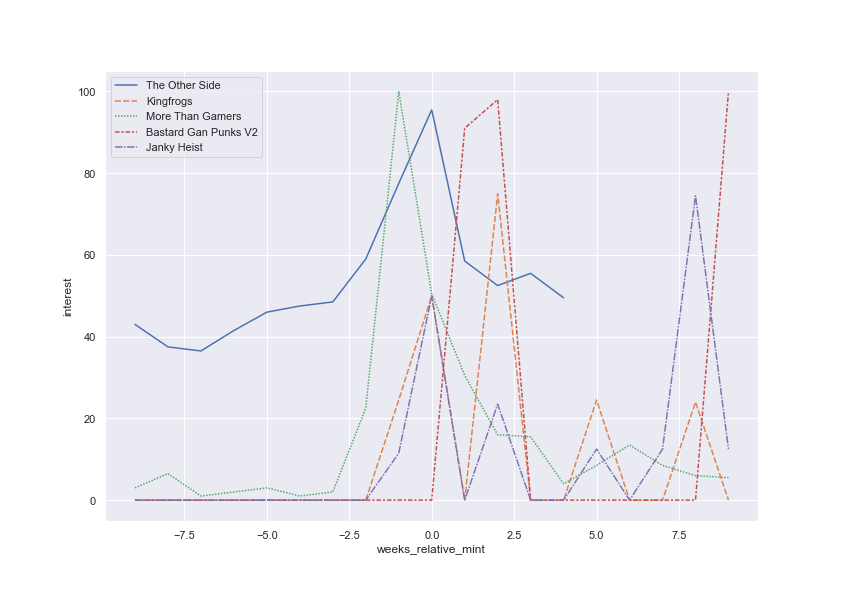 The Other Side
Kingfrogs
More Than Gamers
Bastard Gan Punks V2
Janky Heist
100
80
60
40
20
0
interest
−7.5 −5.0 −2.5 0.0 2.5 5.0 7.5
weeks_relative_mint